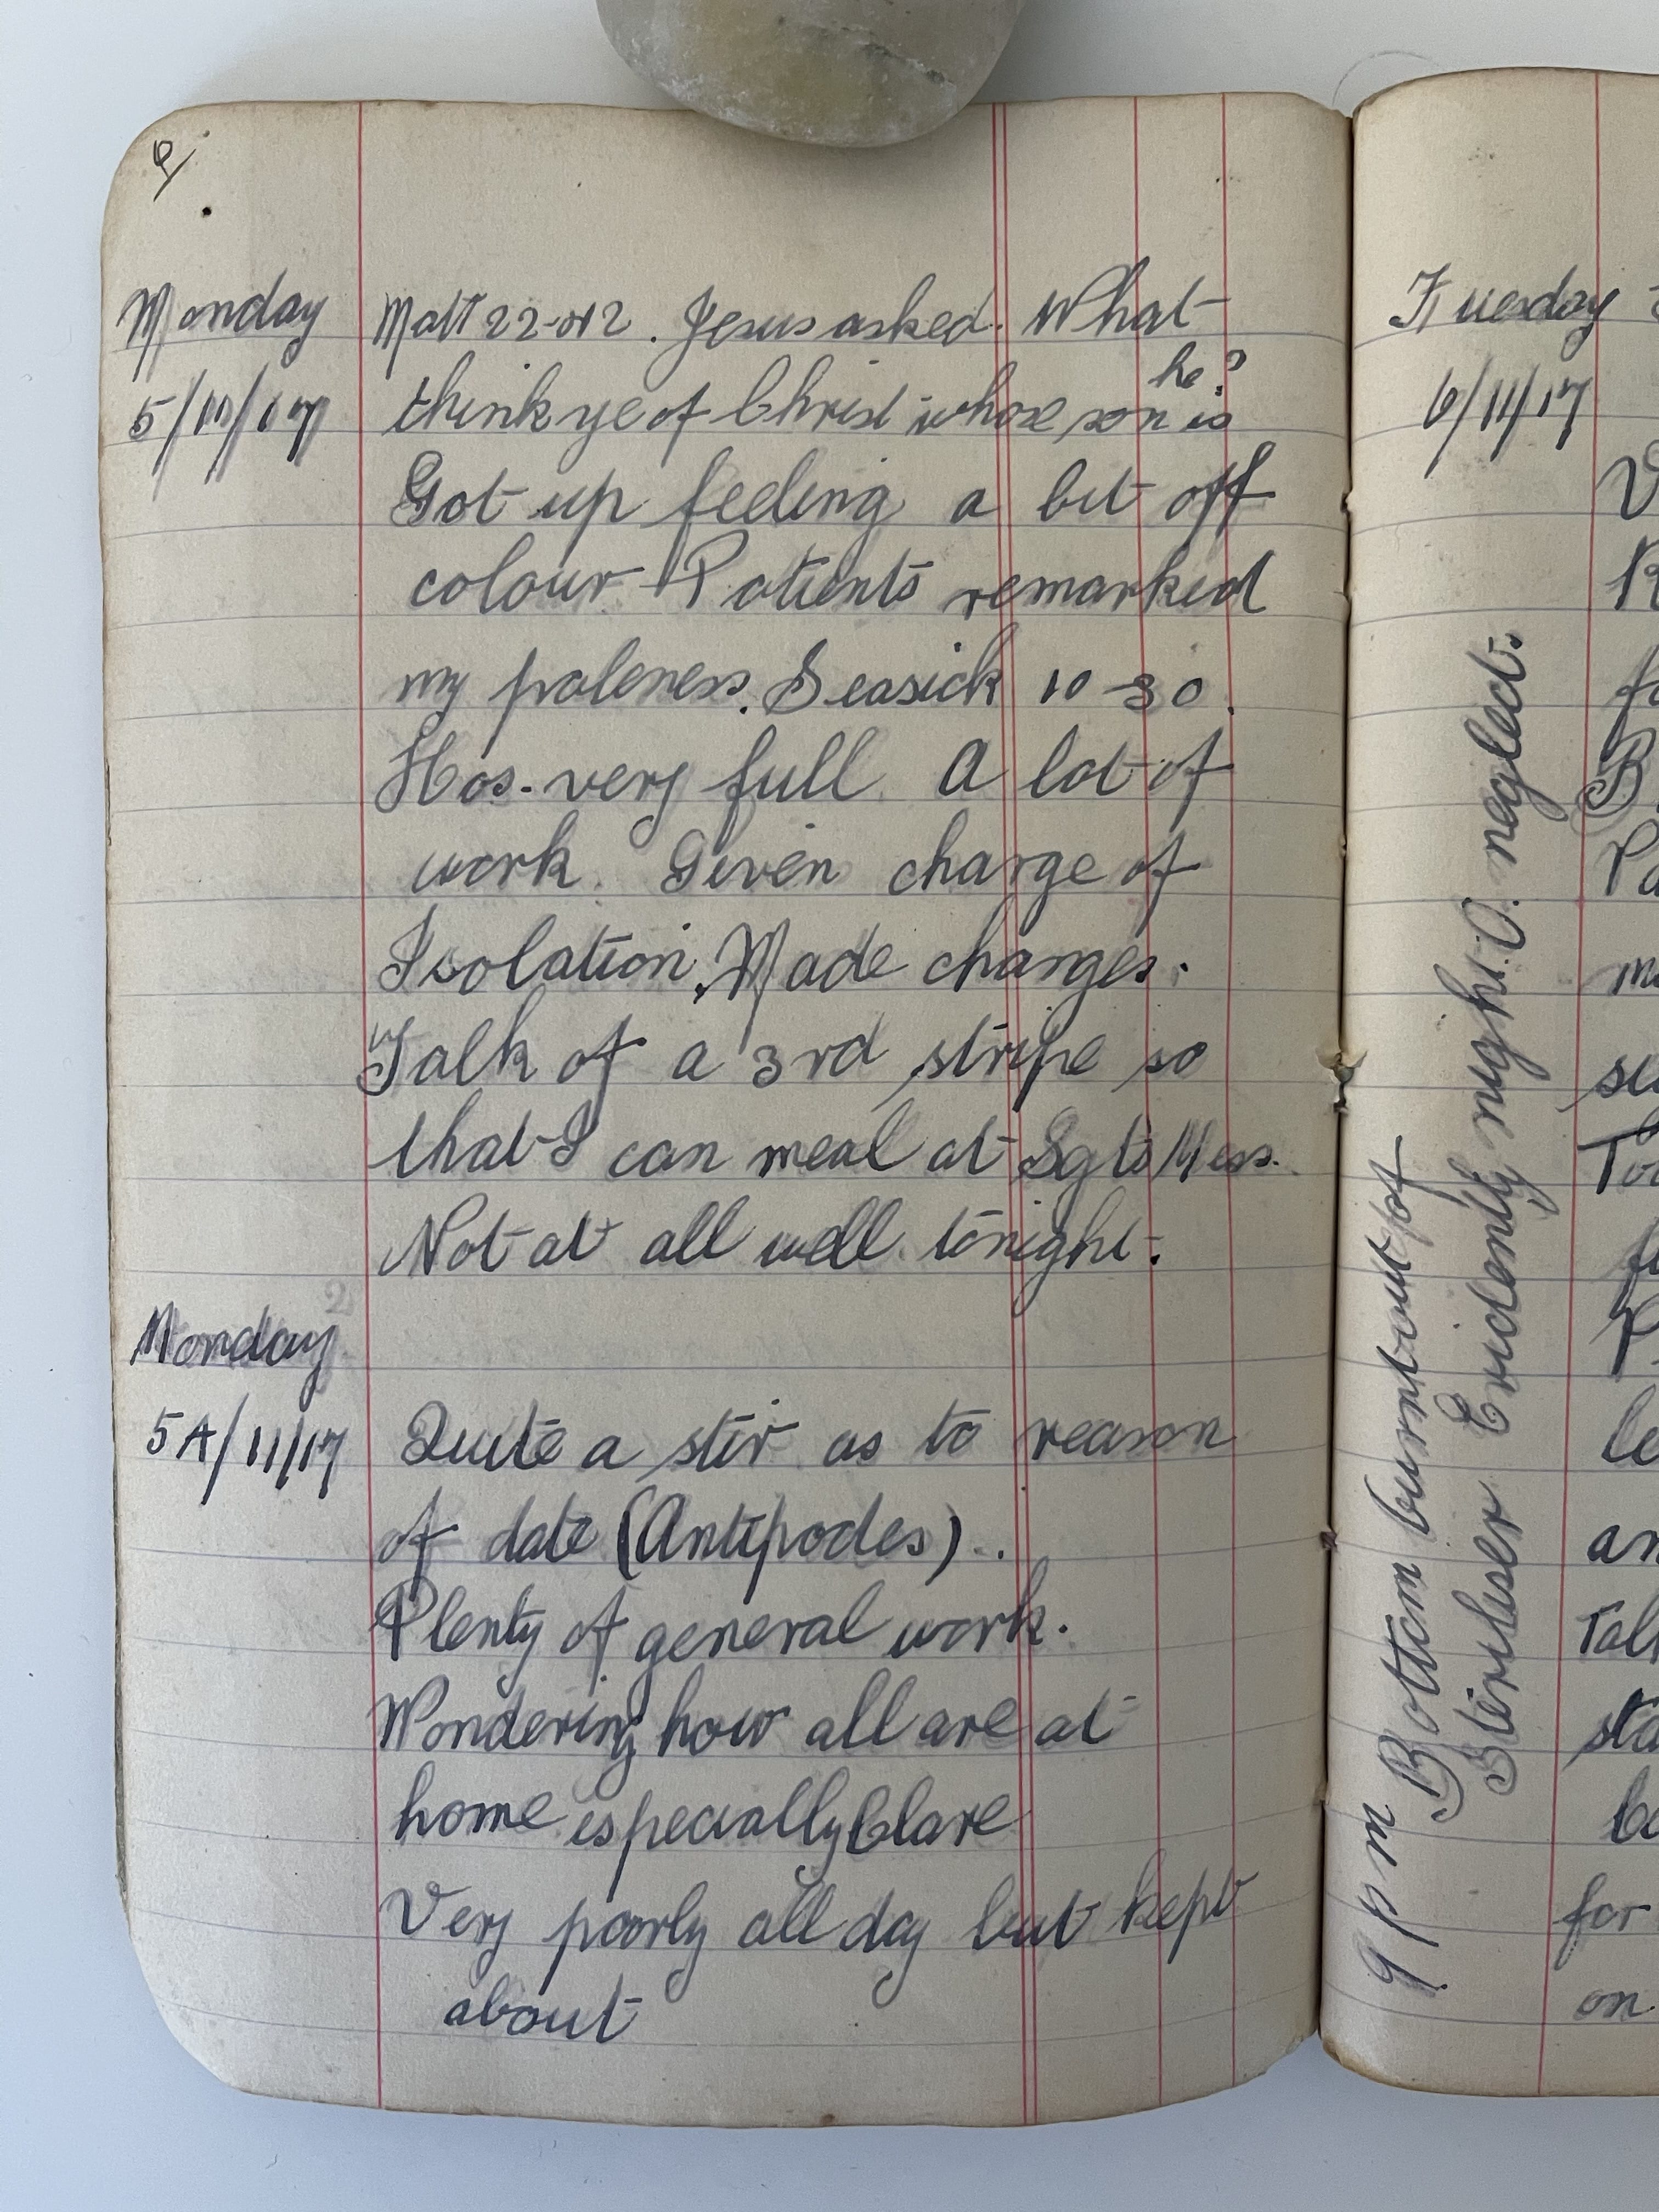 Monday Matt 22-042. Jesus asked. What
5/11/17 think ye of Christ whose son is he?
Got up feeling a bit off
colour Patients remarked
my paleness. Seasick 10-30.
Hos. very full. A lot of
work. Given charge of
Isolation. Made changes.
Talk of a 3rd stripe so
that I can meal at Sgts Mess.
Not at all well tonight.
2
Monday
5A/11/17 Quite a stir as to reason
of date (Antipodes)..
Plenty of general work.
Wondering how all are at
home especially Clare
Very poorly all day but kept
about
Tuesday
6/11/17
9 pm Bottom burnt out of
Steriliser Evidently night O. neglect.
for
on